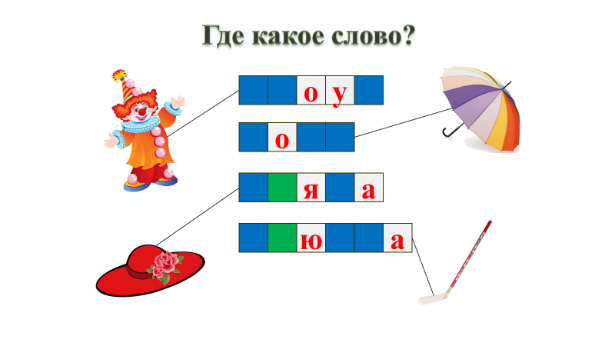 Где какое слово?
о у
о
я а
ю а